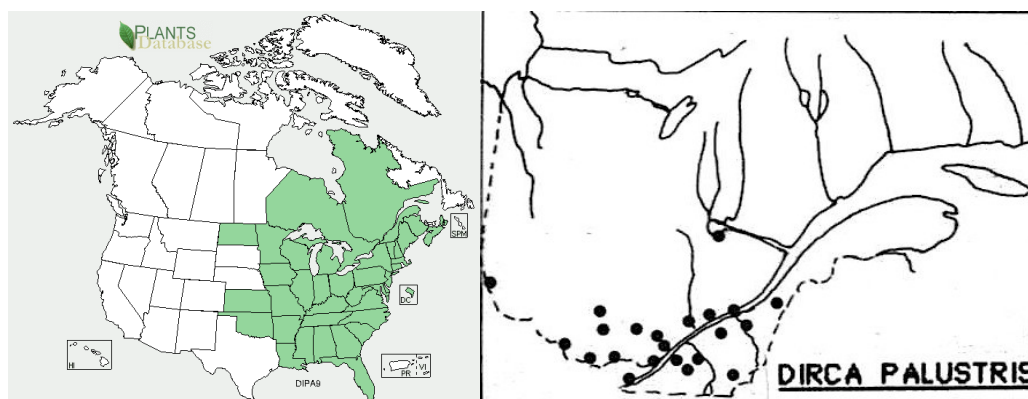 PLANTS
Database
SPM
DC
HI
PR
VI
DIPA9
DIRCA PALUSTRIS